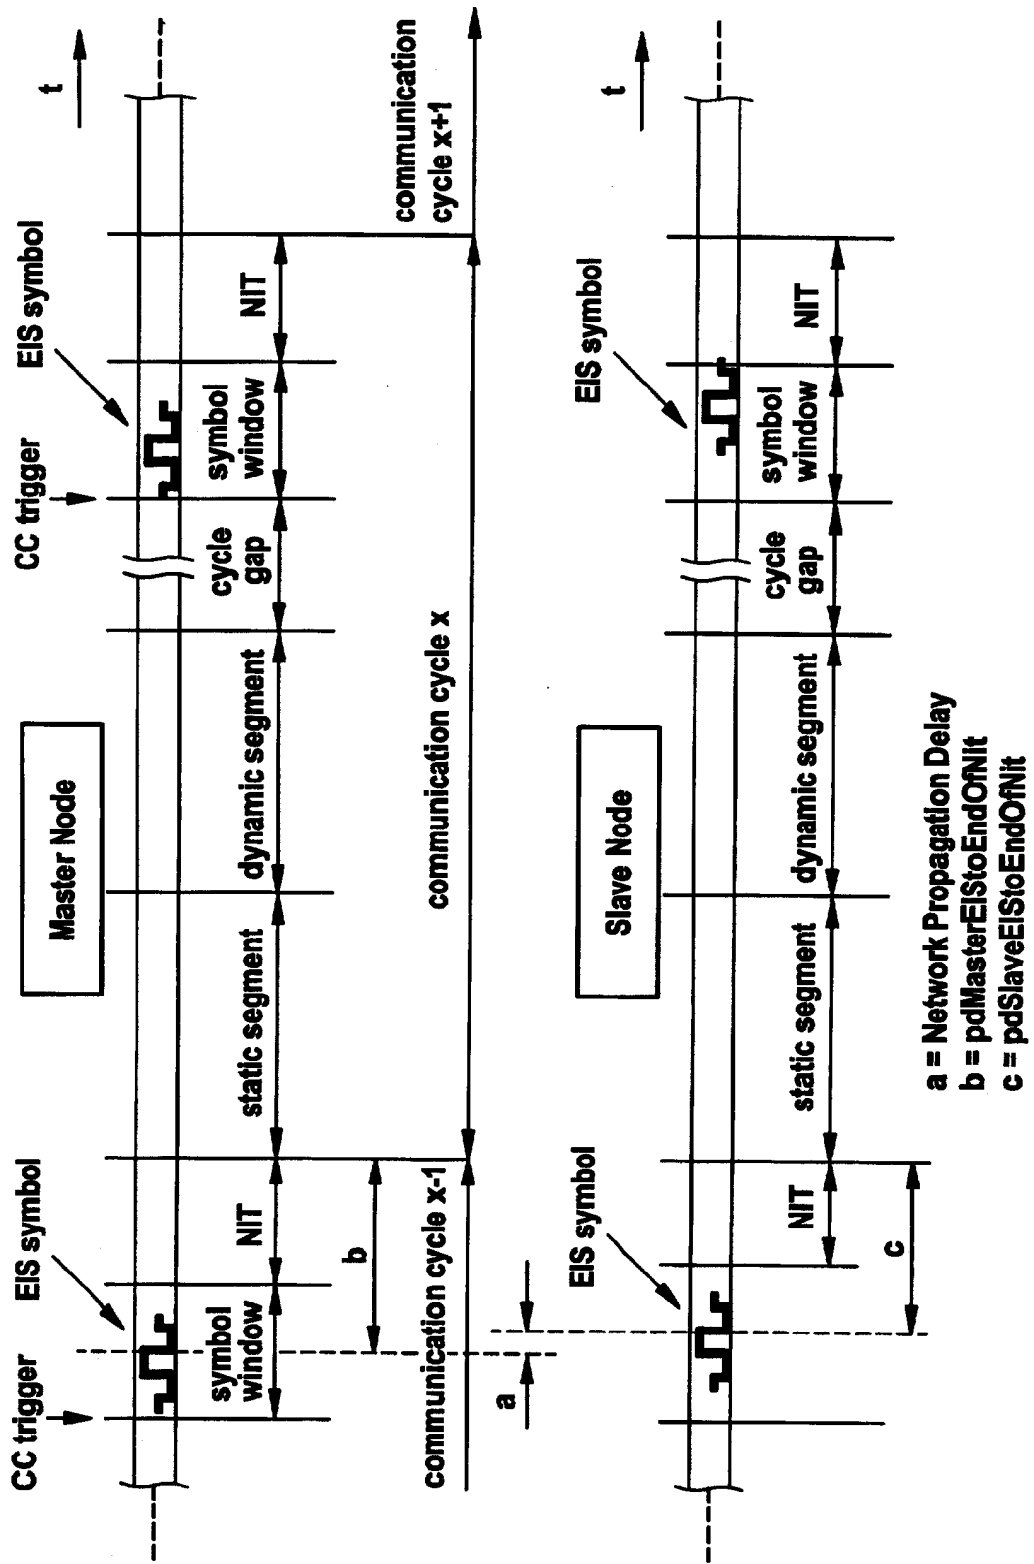 CC trigger
EIS symbol
CC trigger
EIS symbol
t
Master Node
symbol
window
NIT
static segment
dynamic segment
cycle
gap
symbol
window
NIT
b
communication cycle x-1
communication cycle x
communication
cycle x+1
a
EIS symbol
Slave Node
EIS symbol
t
NIT
static segment
dynamic segment
cycle
gap
symbol
window
NIT
c
a = Network Propagation Delay
b = pdMasterEIStoEndOfNit
c = pdSlaveEIStoEndOfNit